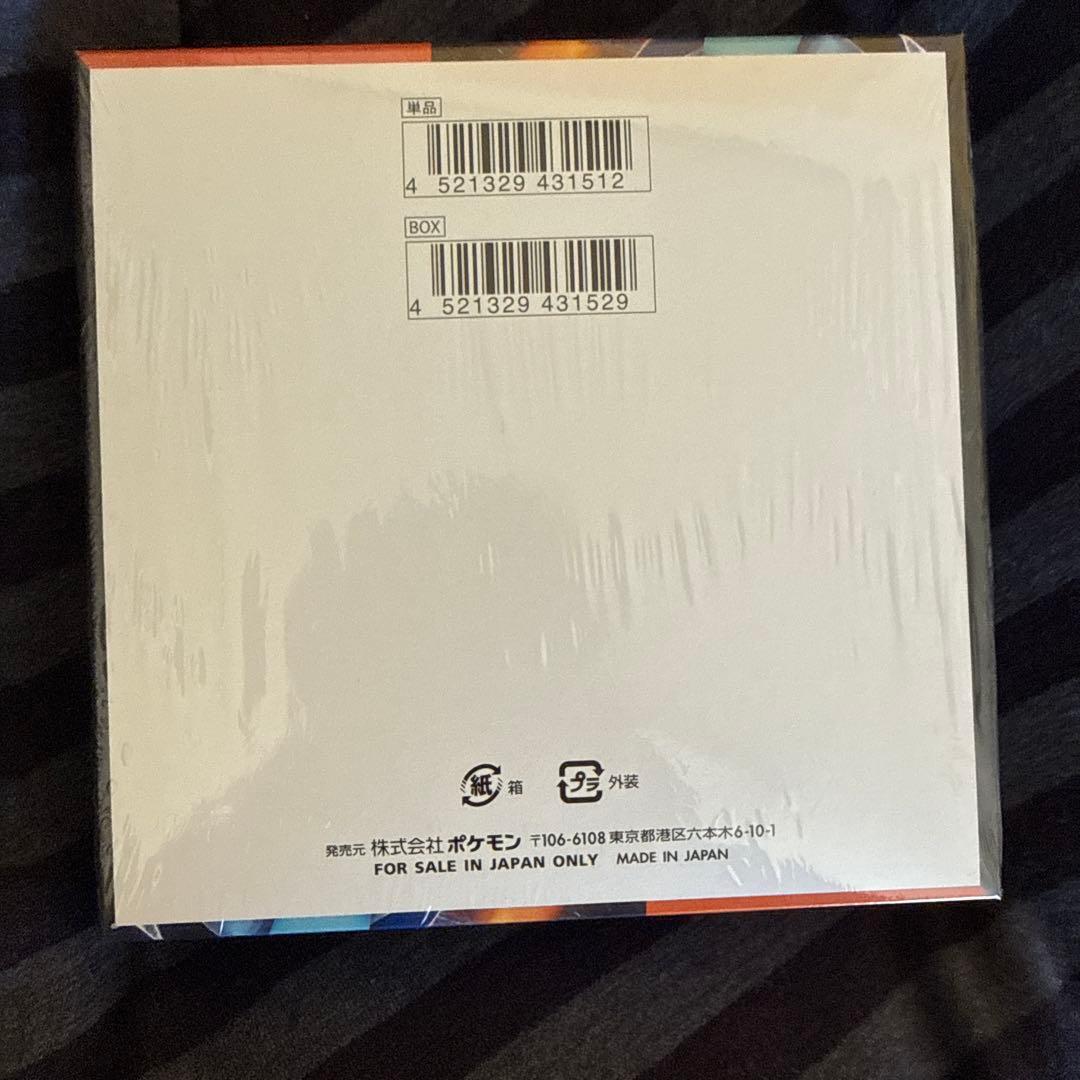 単品
4 521329 431512
BOX
4 521329 431529
紙 箱 プラ 外装
発売元 株式会社ポケモン 〒106-6108 東京都港区六本木6-10-1
FOR SALE IN JAPAN ONLY MADE IN JAPAN